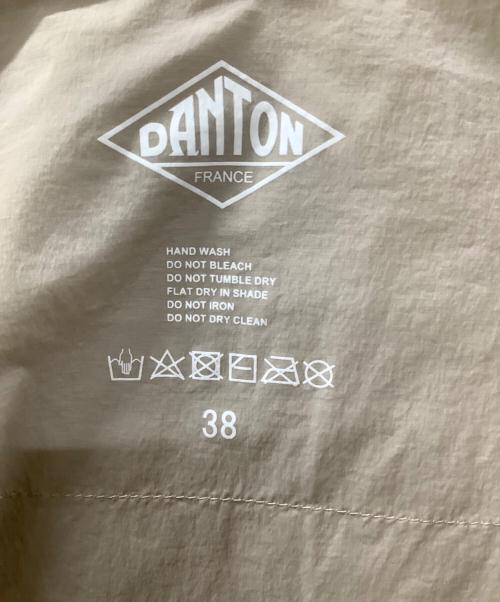 DANTON
FRANCE
HAND WASH
DO NOT BLEACH
DO NOT TUMBLE DRY
FLAT DRY IN SHADE
DO NOT IRON
DO NOT DRY CLEAN
38